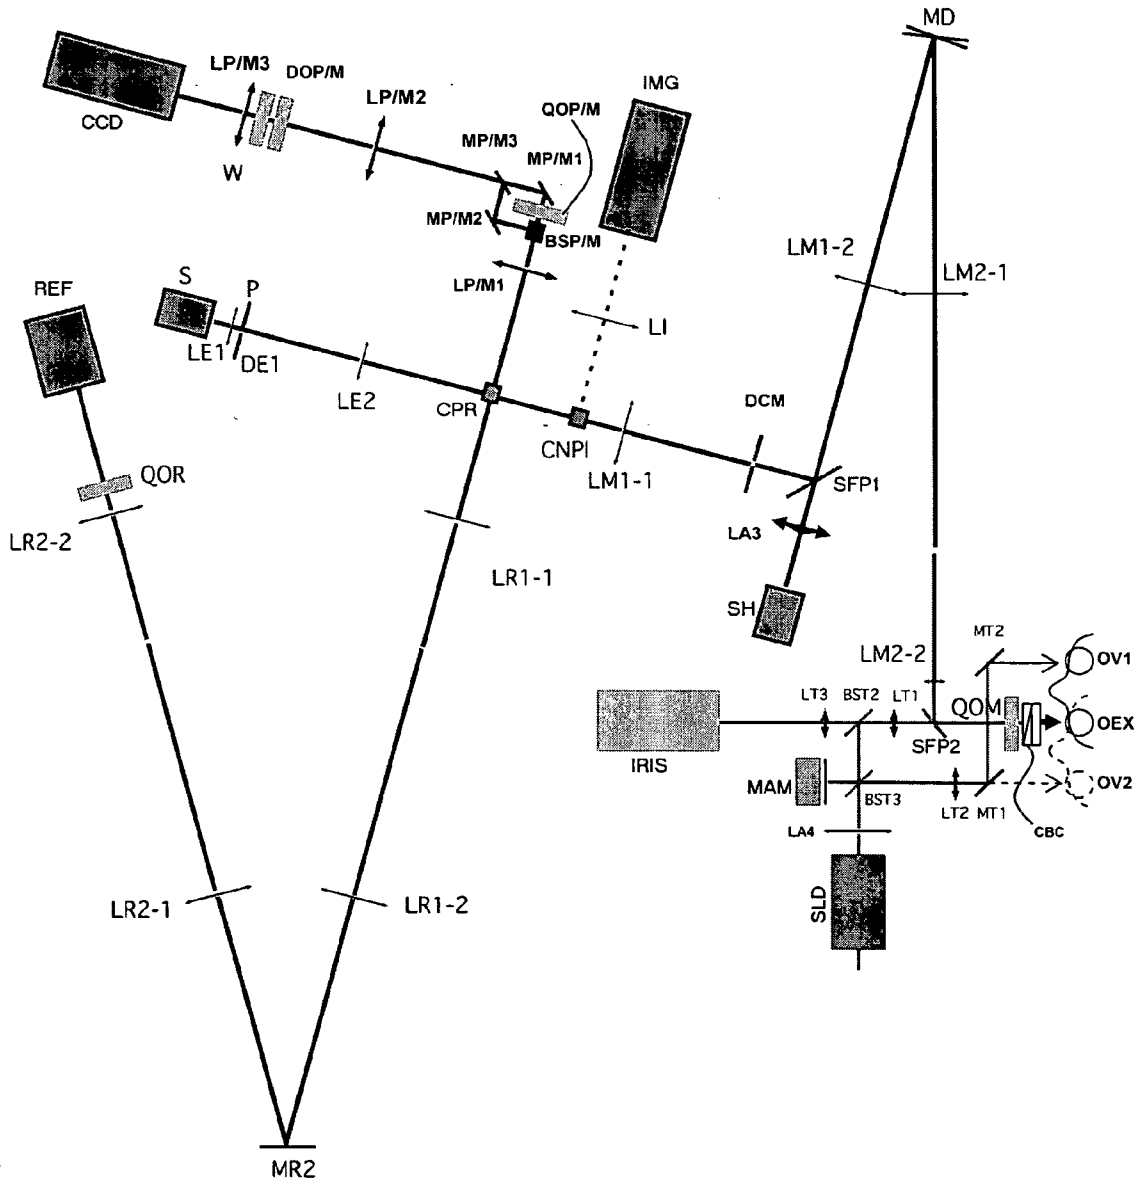 MD
LP/M3
DOP/M
IMG
LP/M2
QOP/M
CCD
MP/M3
MP/M1
W
MP/M2
BSP/M
LM1-2
LM2-1
S
P
LP/M1
REF
LI
LE1
DE1
LE2
CPR
DCM
CNPI
LM1-1
SFP1
QOR
LA3
LR2-2
LR1-1
SH
MT2
LM2-2
OV1
LT3
BST2
LT1
QOM
OEX
SFP2
IRIS
MAM
BST3
OV2
LT2
MT1
LA4
CBC
SLD
LR2-1
LR1-2
MR2